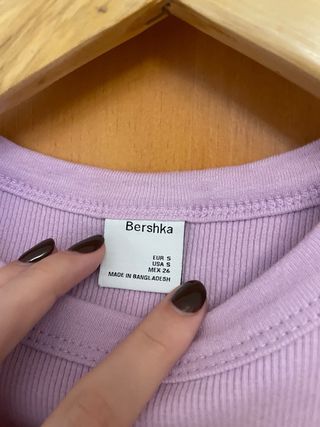 Bershka
EUR S
USA S
MEX 26
MADE IN BANGLADESH